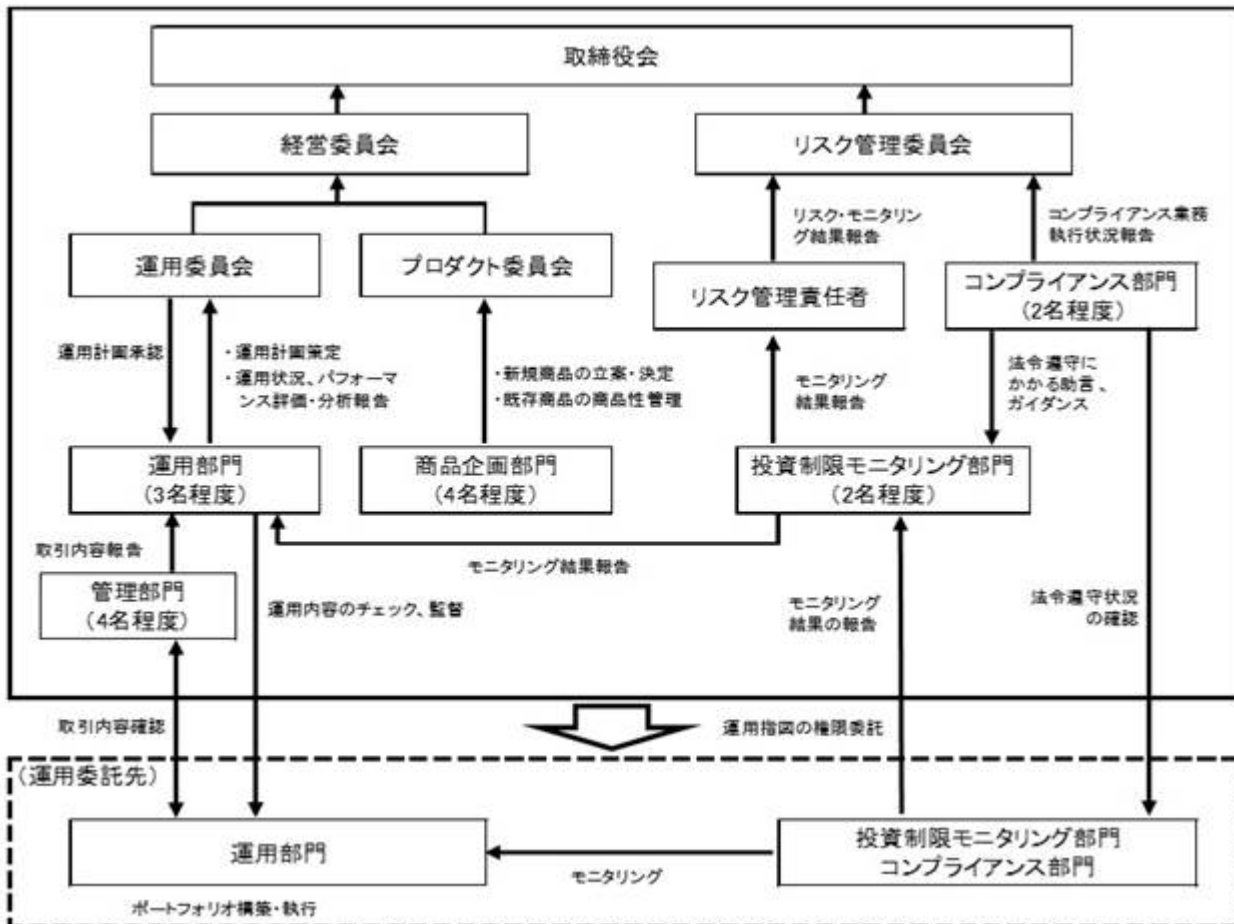 取締役会
経営委員会
リスク管理委員会
リスク・モニタリン
グ結果報告
コンプライアンス業務
執行状況報告
運用委員会
プロダクト委員会
リスク管理責任者
コンプライアンス部門
(2名程度)
運用計画承認
・運用計画策定
・運用状況、パフォーマ
ンス評価・分析報告
・新規商品の立案・決定
・既存商品の商品性管理
モニタリング
結果報告
法令遵守に
かかる助言、
ガイダンス
運用部門
(3名程度)
商品企画部門
(4名程度)
投資制限モニタリング部門
(2名程度)
取引内容報告
モニタリング結果報告
管理部門
(4名程度)
運用内容のチェック、監督
モニタリング
結果の報告
法令遵守状況
の確認
取引内容確認
運用指図の権限委託
(運用委託先)
運用部門
モニタリング
投資制限モニタリング部門
コンプライアンス部門
ポートフォリオ構築・執行